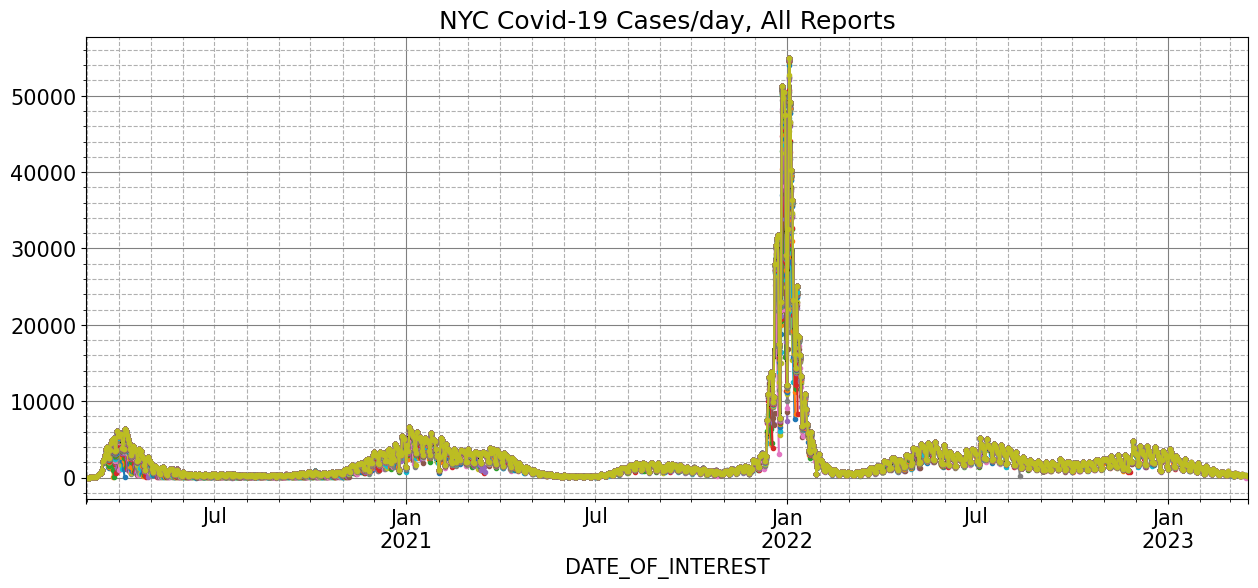 NYC Covid-19 Cases/day, All Reports
50000
40000
30000
20000
10000
0
Jul Jan Jul Jan Jul Jan
2021 2022 2023
DATE_OF_INTEREST